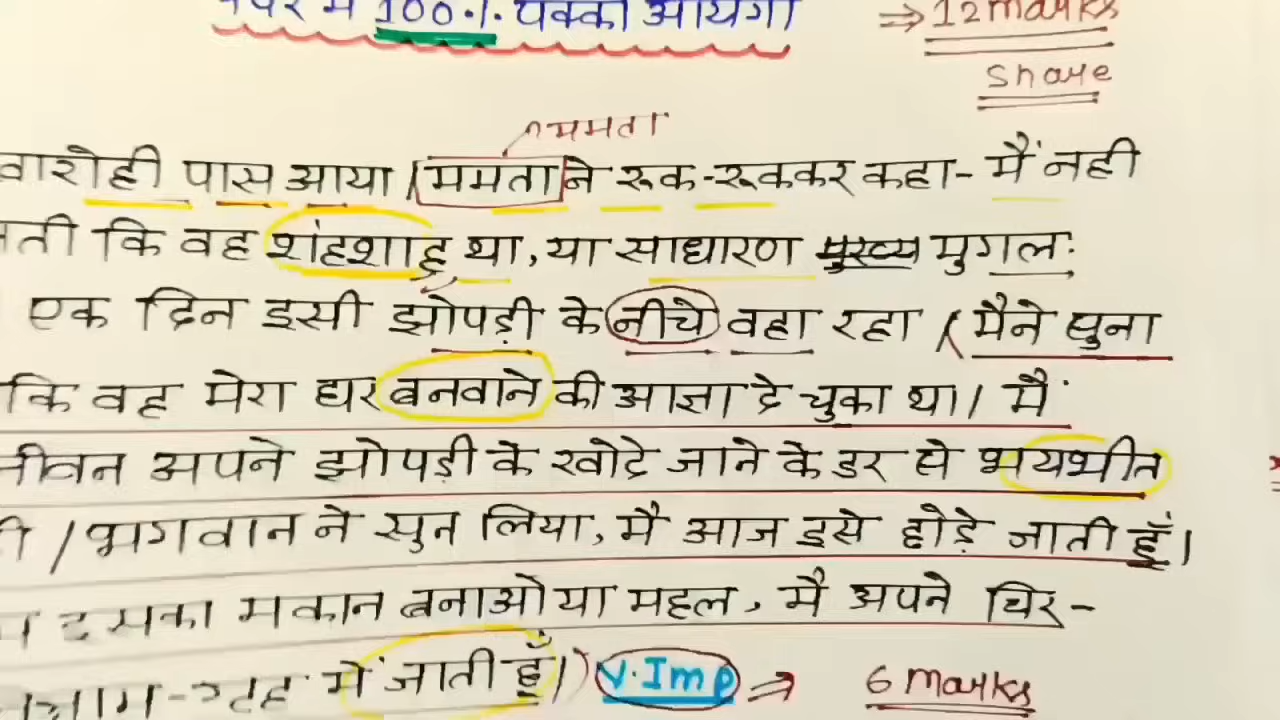 में 100% पक्का आयेगा ⇒ 12 marks
Share
ममता
वारोही पास आया। ममता ने रूक-रूककर कहा- मैं नही
ती कि वह शंहशाह था, या साधारण मुख्य मुगल
एक दिन इसी झोपड़ी के नीचे वहा रहा (मैने सुना
कि वह मेरा घर बनवाने की आज्ञा दे चुका था। मैं
जीवन अपने झोपड़ी के खोदे जाने के डर से भयभीत
ी / भगवान ने सुन लिया, मै आज इसे छोड़े जाती हूँ।
इसका मकान बनाओ या महल, मै अपने चिर-
गृह में जाती हूँ।) V.Imp ⇒ 6 marks